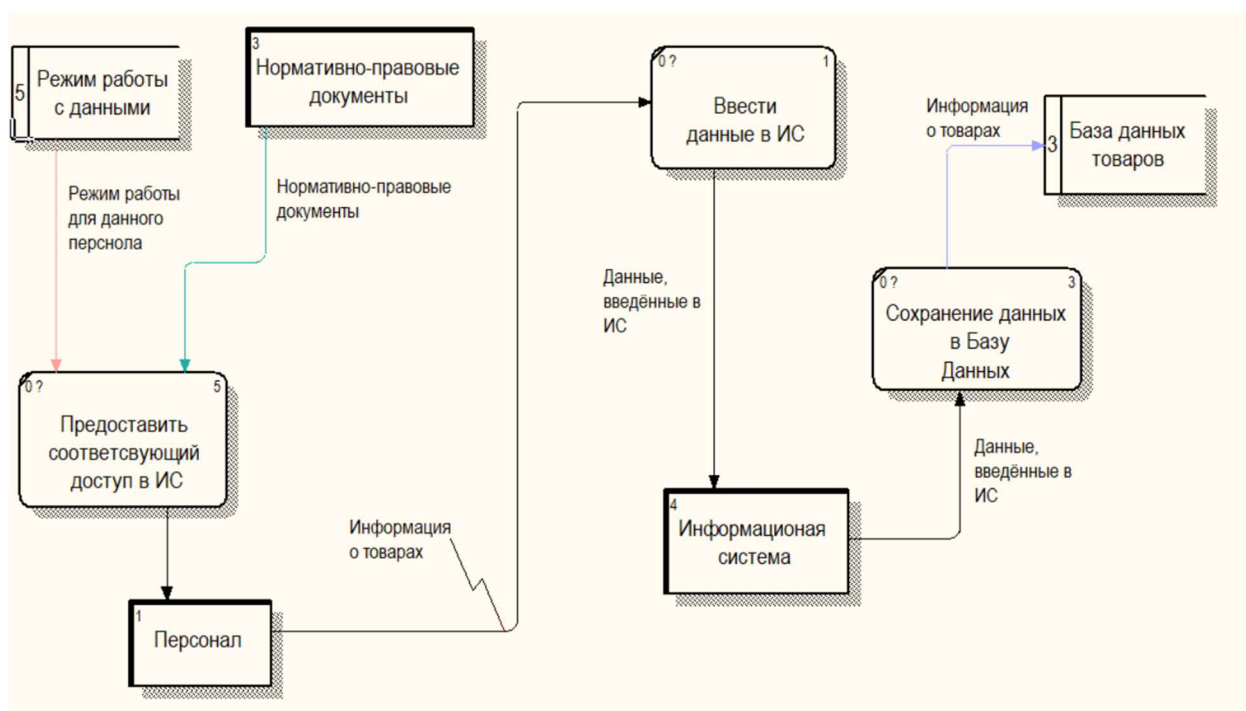 5
Режим работы
с данными
3
Нормативно-правовые
документы
Режим работы
для данного
перснола
Нормативно-правовые
документы
0 ?
5
Предоставить
соответсвующий
доступ в ИС
1
Персонал
Информация
о товарах
0 ?
1
Ввести
данные в ИС
Данные,
введённые в
ИС
4
Информационая
система
Данные,
введённые в
ИС
0 ?
3
Сохранение данных
в Базу
Данных
Информация
о товарах
3
База данных
товаров